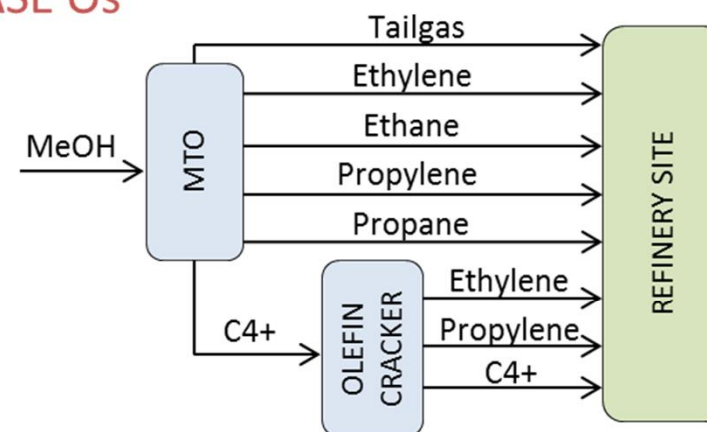 Tailgas
Ethylene
Ethane
MeOH
MTO
Propylene
Propane
Ethylene
C4+
OLEFIN
CRACKER
Propylene
C4+
REFINERY SITE